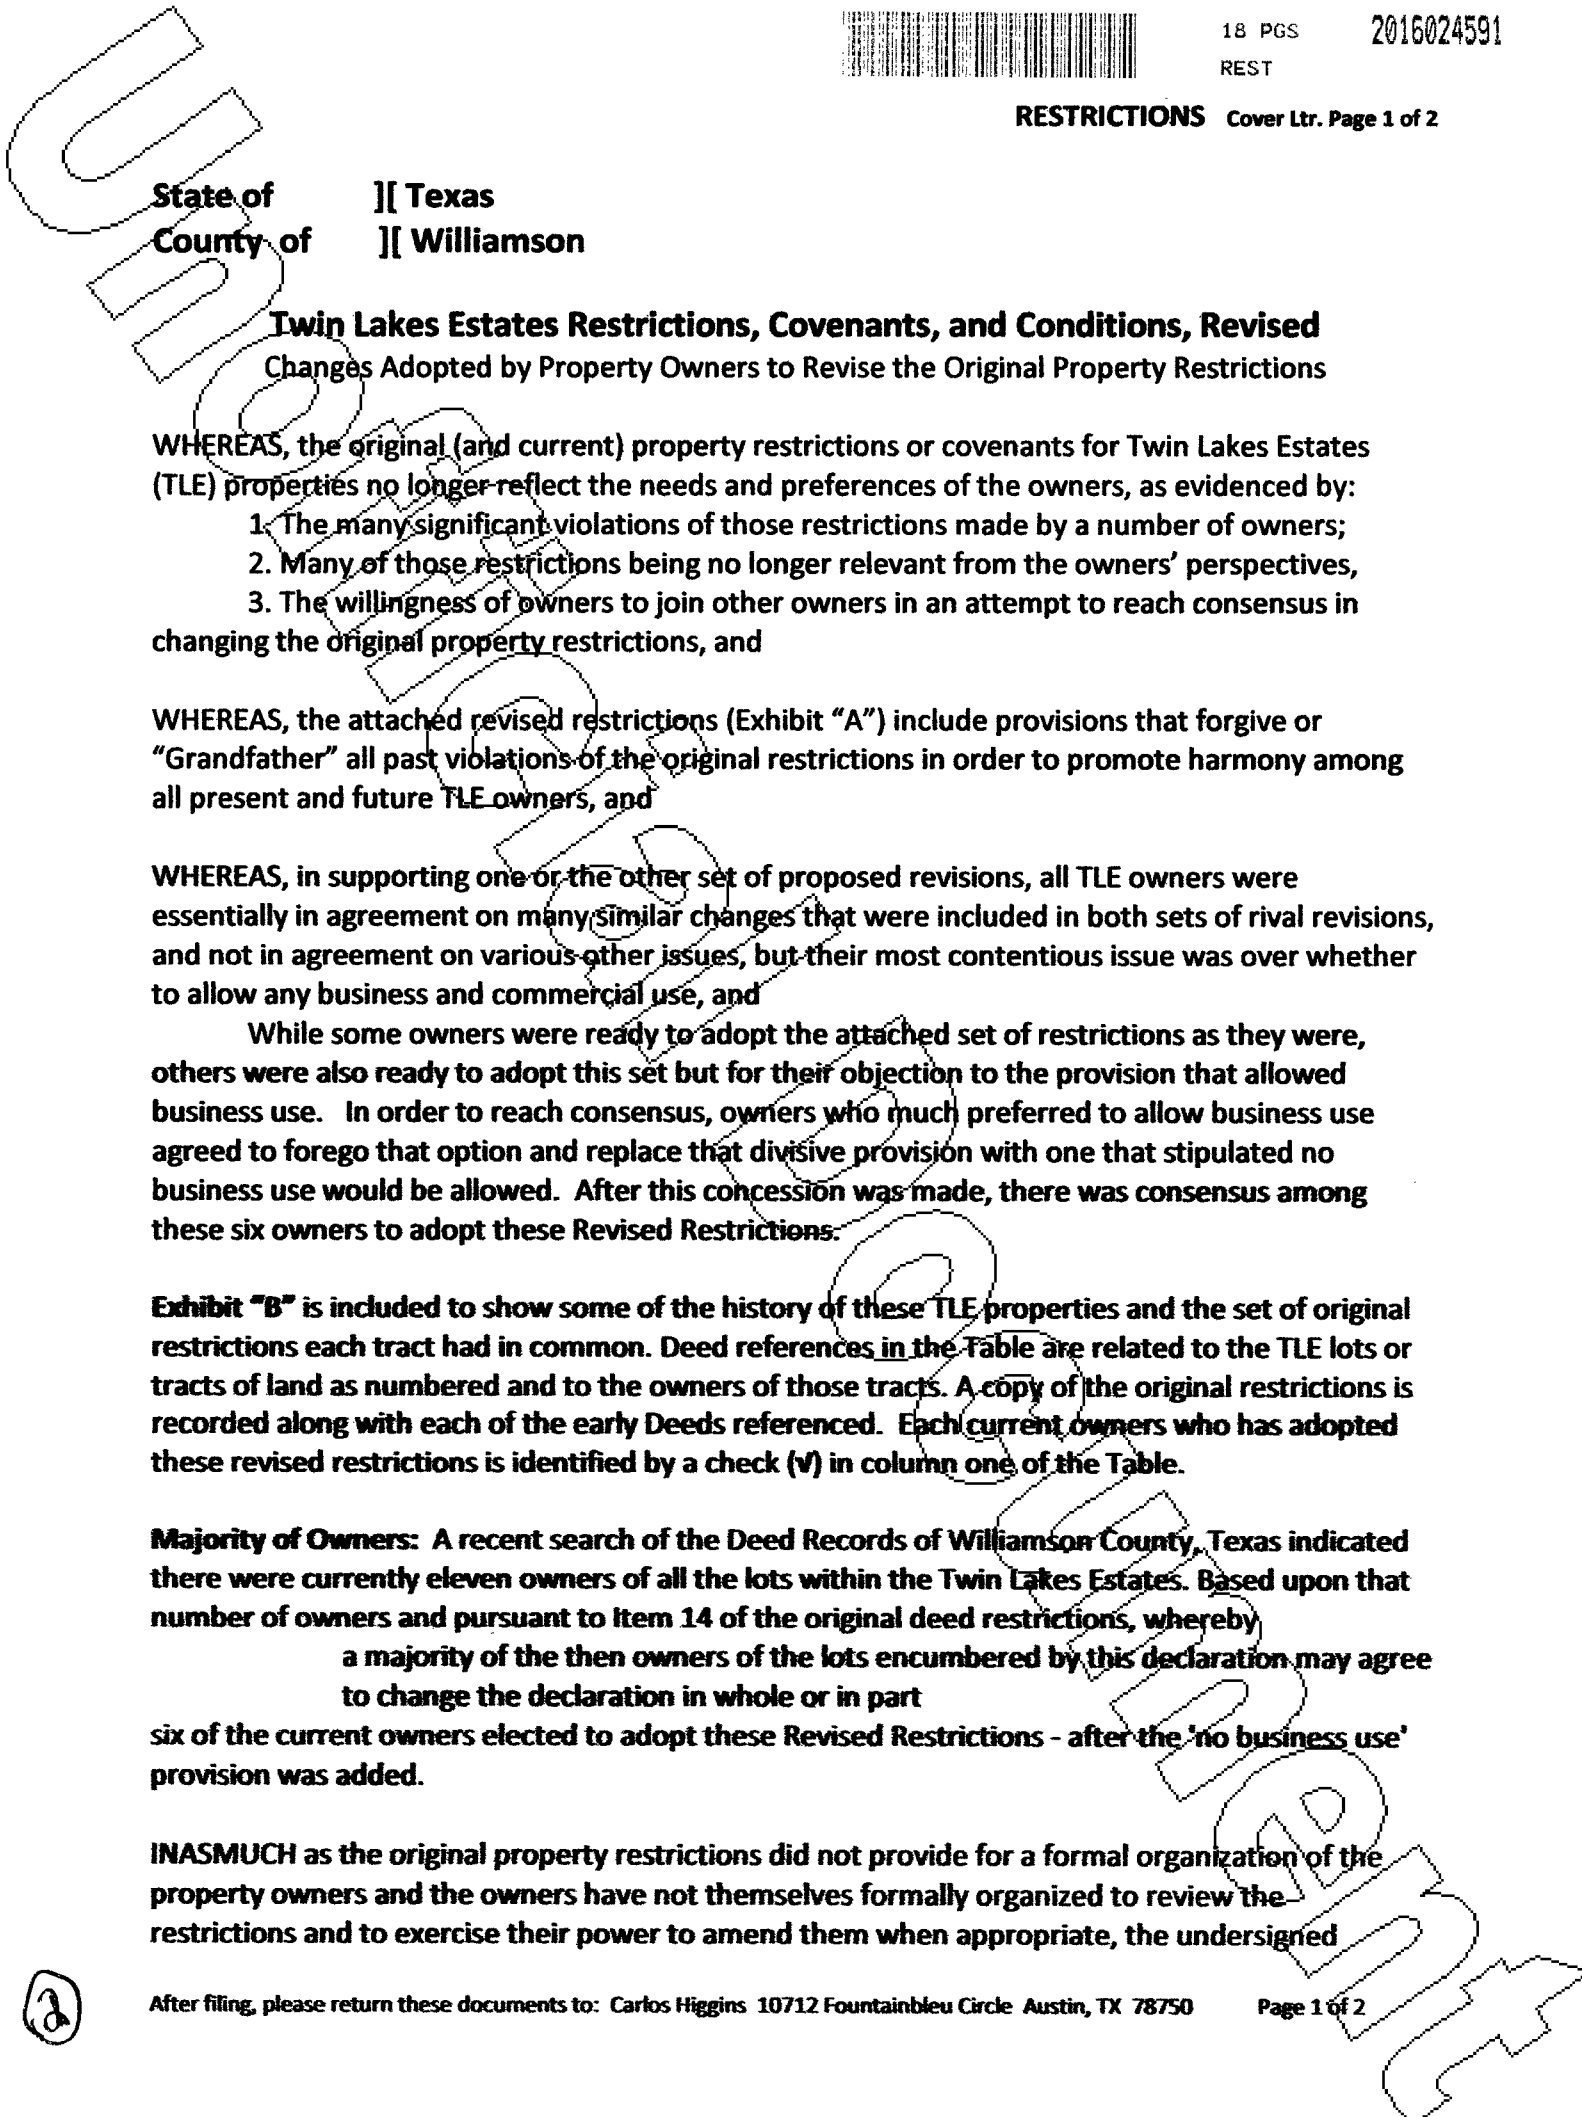 18 PGS 2016024591
REST
RESTRICTIONS Cover Ltr. Page 1 of 2
State of ][ Texas
County of ][ Williamson
Twin Lakes Estates Restrictions, Covenants, and Conditions, Revised
Changes Adopted by Property Owners to Revise the Original Property Restrictions
WHEREAS, the original (and current) property restrictions or covenants for Twin Lakes Estates
(TLE) properties no longer reflect the needs and preferences of the owners, as evidenced by:
1. The many significant violations of those restrictions made by a number of owners;
2. Many of those restrictions being no longer relevant from the owners' perspectives,
3. The willingness of owners to join other owners in an attempt to reach consensus in
changing the original property restrictions, and
WHEREAS, the attached revised restrictions (Exhibit "A") include provisions that forgive or
"Grandfather" all past violations of the original restrictions in order to promote harmony among
all present and future TLE owners, and
WHEREAS, in supporting one or the other set of proposed revisions, all TLE owners were
essentially in agreement on many similar changes that were included in both sets of rival revisions,
and not in agreement on various other issues, but their most contentious issue was over whether
to allow any business and commercial use, and
While some owners were ready to adopt the attached set of restrictions as they were,
others were also ready to adopt this set but for their objection to the provision that allowed
business use. In order to reach consensus, owners who much preferred to allow business use
agreed to forego that option and replace that divisive provision with one that stipulated no
business use would be allowed. After this concession was made, there was consensus among
these six owners to adopt these Revised Restrictions.
Exhibit "B" is included to show some of the history of these TLE properties and the set of original
restrictions each tract had in common. Deed references in the Table are related to the TLE lots or
tracts of land as numbered and to the owners of those tracts. A copy of the original restrictions is
recorded along with each of the early Deeds referenced. Each current owners who has adopted
these revised restrictions is identified by a check (√) in column one of the Table.
Majority of Owners: A recent search of the Deed Records of Williamson County, Texas indicated
there were currently eleven owners of all the lots within the Twin Lakes Estates. Based upon that
number of owners and pursuant to Item 14 of the original deed restrictions, whereby
a majority of the then owners of the lots encumbered by this declaration may agree
to change the declaration in whole or in part
six of the current owners elected to adopt these Revised Restrictions - after the 'no business use'
provision was added.
INASMUCH as the original property restrictions did not provide for a formal organization of the
property owners and the owners have not themselves formally organized to review the
restrictions and to exercise their power to amend them when appropriate, the undersigned
After filing, please return these documents to: Carlos Higgins 10712 Fountainbleu Circle Austin, TX 78750 Page 1 of 2
2
Unofficial Document